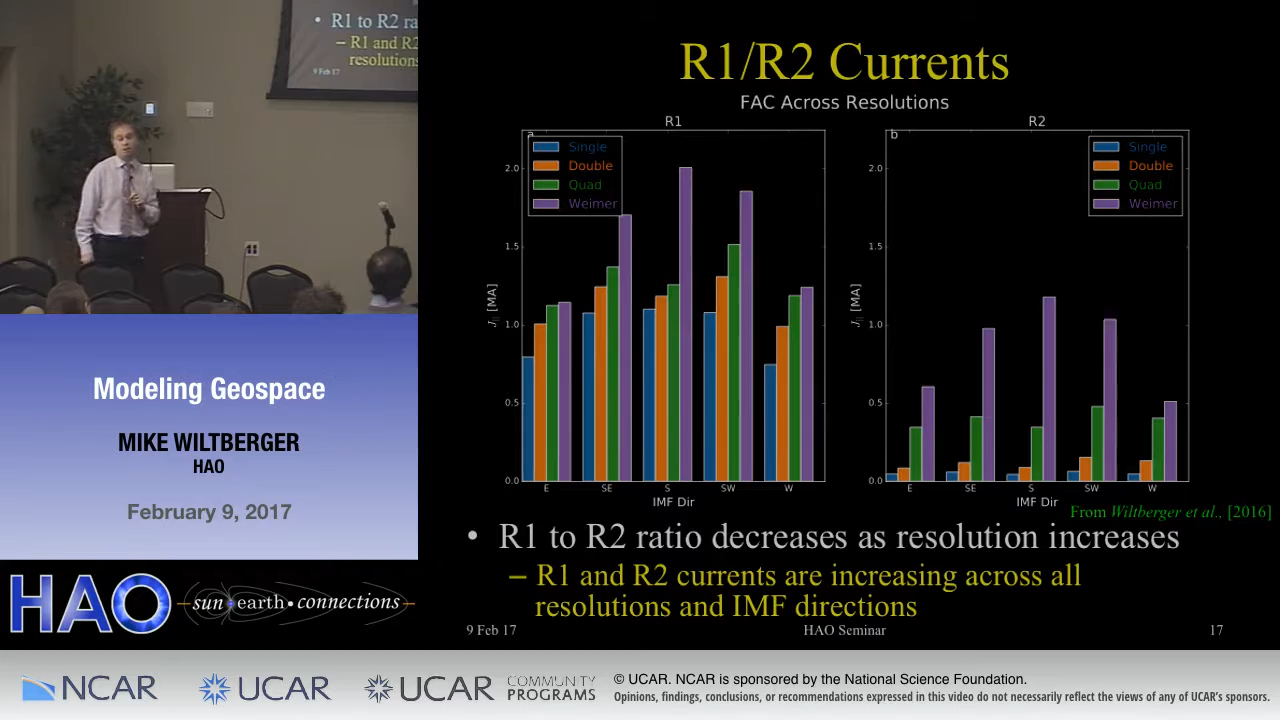 • R1 to R2 ra
– R1 and R2
resolutions
9 Feb 17
Modeling Geospace
MIKE WILTBERGER
HAO
February 9, 2017
HAO sun earth • connections
R1/R2 Currents
FAC Across Resolutions
R1
a
Single
Double
Quad
Weimer
2.0
1.5
1.0
0.5
0.0
J|| [MA]
E SE S SW W
IMF Dir
R2
b
Single
Double
Quad
Weimer
2.0
1.5
1.0
0.5
0.0
J|| [MA]
E SE S SW W
IMF Dir
From Wiltberger et al., [2016]
• R1 to R2 ratio decreases as resolution increases
– R1 and R2 currents are increasing across all
resolutions and IMF directions
9 Feb 17 HAO Seminar 17
NCAR UCAR UCAR COMMUNITY
PROGRAMS
© UCAR. NCAR is sponsored by the National Science Foundation.
Opinions, findings, conclusions, or recommendations expressed in this video do not necessarily reflect the views of any of UCAR's sponsors.